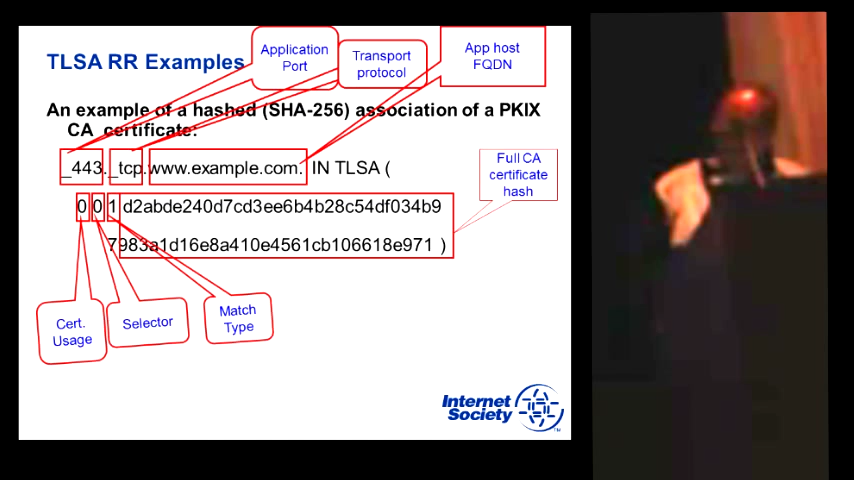 TLSA RR Examples
Application
Port
Transport
protocol
App host
FQDN
An example of a hashed (SHA-256) association of a PKIX
CA certificate:
_443._tcp.www.example.com. IN TLSA (
0 0 1 d2abde240d7cd3ee6b4b28c54df034b9
7983a1d16e8a410e4561cb106618e971 )
Full CA
certificate
hash
Cert.
Usage
Selector
Match
Type
Internet
Society
TM